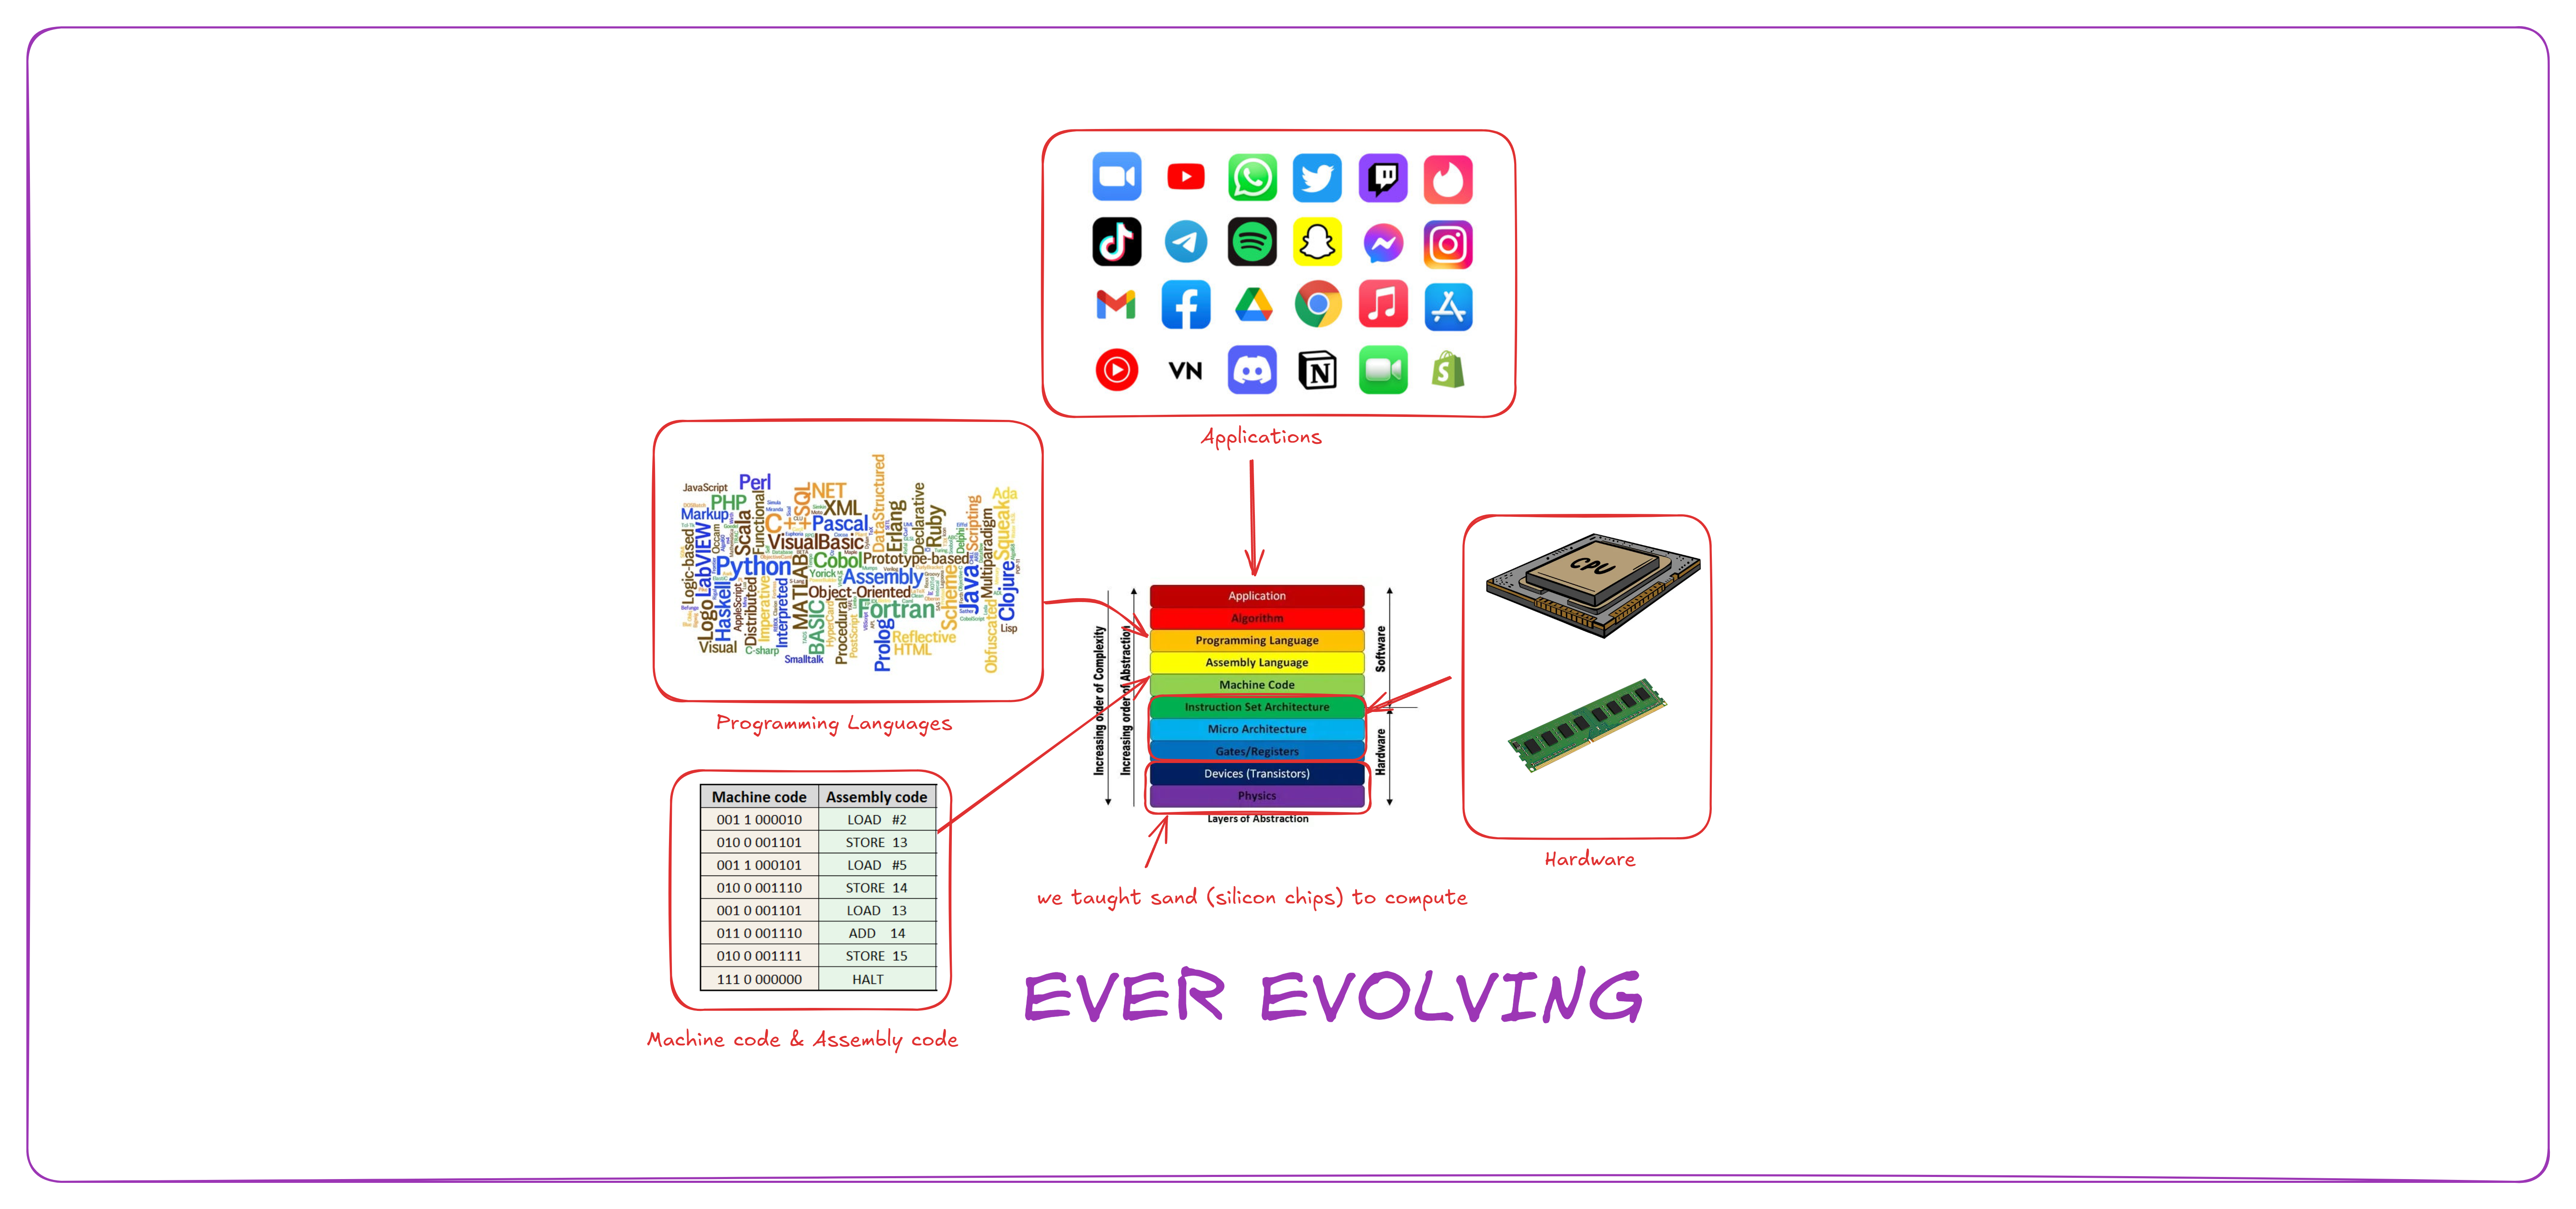 VN
Applications
JavaScript
Perl
PHP
Markup
Functional
Scala
SQL
.NET
XML
C++
Pascal
DataStructured
Erlang
Declarative
Ruby
Delphi
Scripting
Ada
Squeak
Multiparadigm
VisualBasic
Logic-based
LabVIEW
Occam
Python
MATLAB
Cobol
Prototype-based
Yorick
Assembly
Object-Oriented
Fortran
Scheme
Java
Clojure
Lisp
Logo
Haskell
AppleScript
Distributed
Imperative
Interpreted
BASIC
HyperCard
Procedural
PostScript
Prolog
Reflective
HTML
Obfuscated
Visual
C-sharp
Smalltalk
Programming Languages
Increasing order of Complexity
Increasing order of Abstraction
Application
Algorithm
Programming Language
Assembly Language
Machine Code
Instruction Set Architecture
Micro Architecture
Gates/Registers
Devices (Transistors)
Physics
Software
Hardware
Layers of Abstraction
CPU
Hardware
Machine code Assembly code
001 1 000010 LOAD #2
010 0 001101 STORE 13
001 1 000101 LOAD #5
010 0 001110 STORE 14
001 0 001101 LOAD 13
011 0 001110 ADD 14
010 0 001111 STORE 15
111 0 000000 HALT
Machine code & Assembly code
we taught sand (silicon chips) to compute
EVER EVOLVING